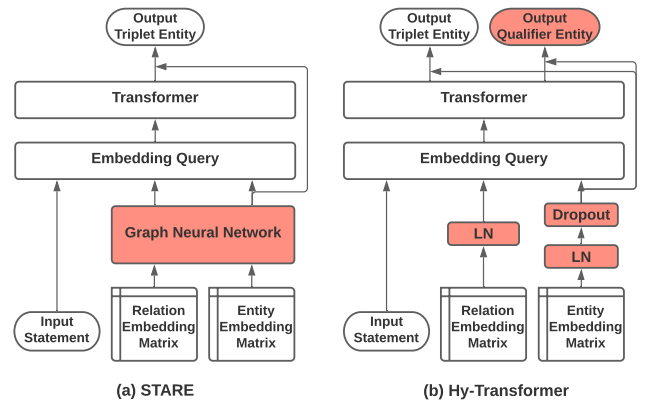 Output
Triplet Entity
Transformer
Embedding Query
Graph Neural Network
Input
Statement
Relation
Embedding
Matrix
Entity
Embedding
Matrix
(a) STARE
Output
Triplet Entity
Output
Qualifier Entity
Transformer
Embedding Query
LN
Dropout
LN
Input
Statement
Relation
Embedding
Matrix
Entity
Embedding
Matrix
(b) Hy-Transformer